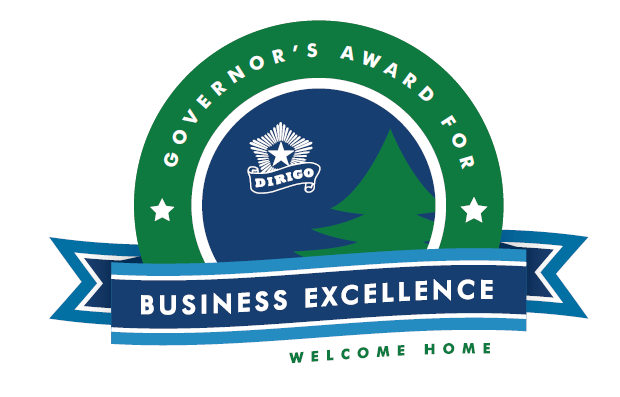 GOVERNOR'S AWARD FOR
DIRIGO
BUSINESS EXCELLENCE
WELCOME HOME